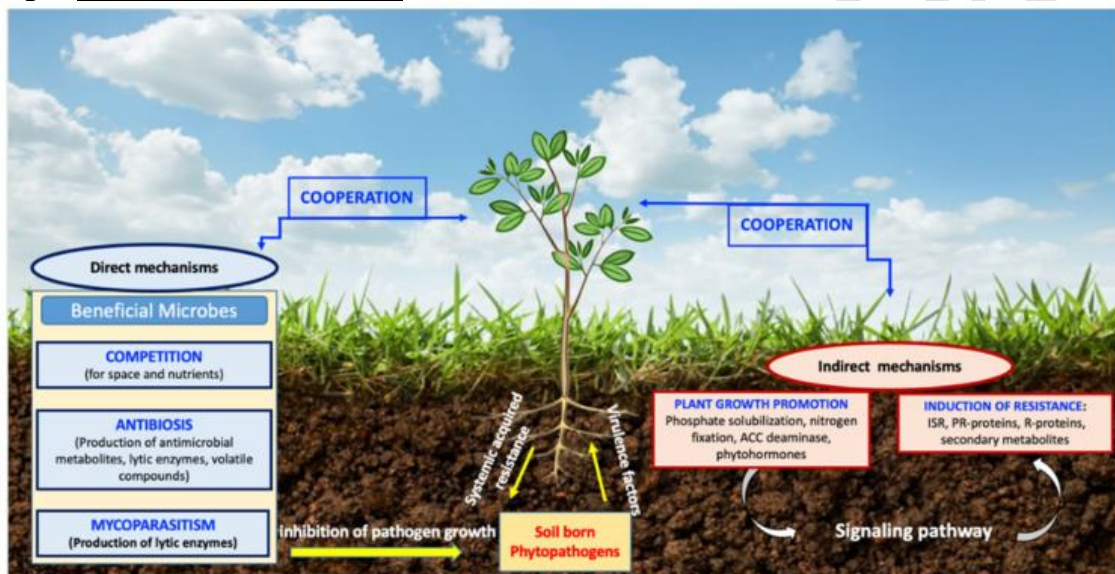 COOPERATION
COOPERATION
Direct mechanisms
Beneficial Microbes
COMPETITION
(for space and nutrients)
ANTIBIOSIS
(Production of antimicrobial
metabolites, lytic enzymes, volatile
compounds)
MYCOPARASITISM
(Production of lytic enzymes)
inhibition of pathogen growth
Systemic acquired
resistance
Virulence factors
Soil born
Phytopathogens
Indirect mechanisms
PLANT GROWTH PROMOTION
Phosphate solubilization, nitrogen
fixation, ACC deaminase,
phytohormones
INDUCTION OF RESISTANCE:
ISR, PR-proteins, R-proteins,
secondary metabolites
Signaling pathway